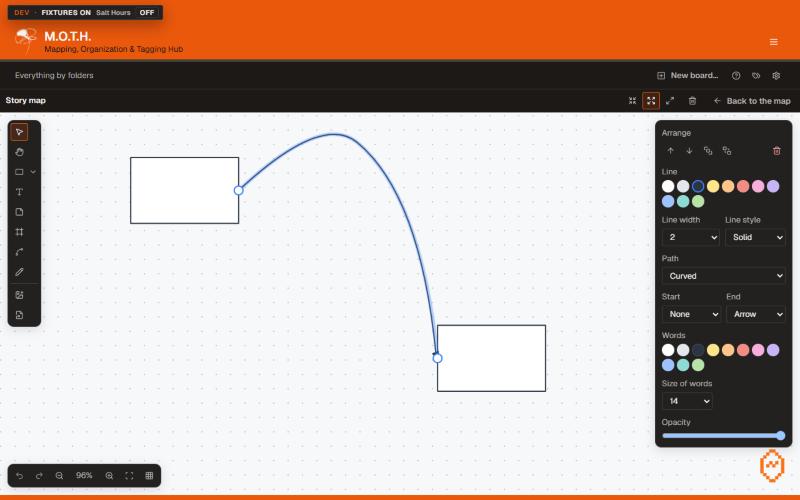 DEV · FIXTURES ON Salt Hours OFF
M.O.T.H.
Mapping, Organization & Tagging Hub
Everything by folders
New board...
Story map
Back to the map
Arrange
Line
Line width Line style
2 Solid
Path
Curved
Start End
None Arrow
Words
Size of words
14
Opacity
96%